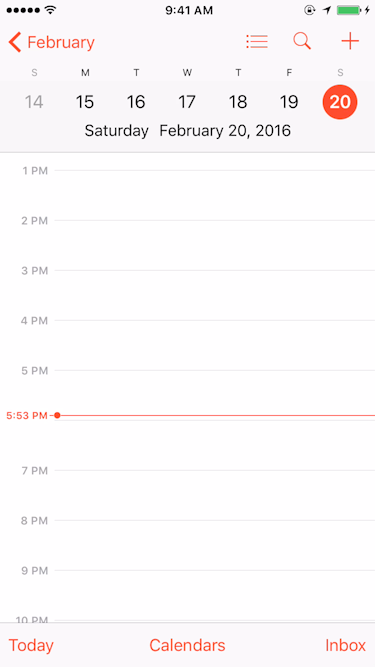 9:41 AM
February
S M T W T F S
14 15 16 17 18 19 20
Saturday February 20, 2016
1 PM
2 PM
3 PM
4 PM
5 PM
5:53 PM
7 PM
8 PM
9 PM
10 PM
Today Calendars Inbox